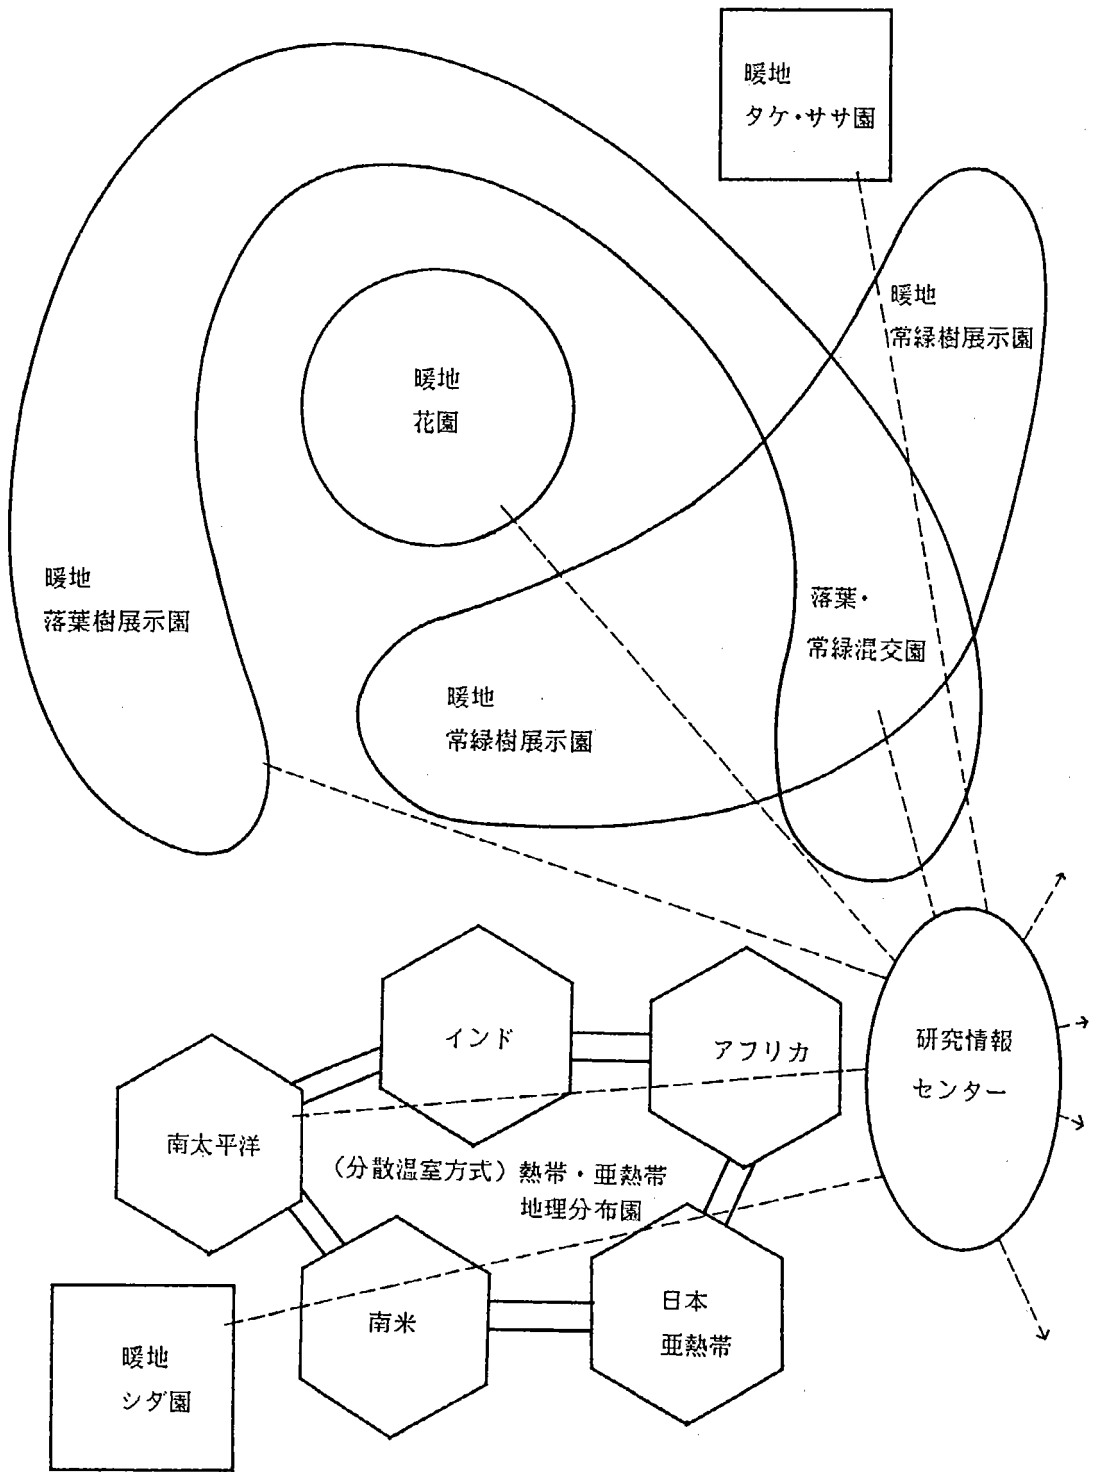 暖地
タケ・ササ園
暖地
常緑樹展示園
暖地
花園
暖地
落葉樹展示園
落葉・
常緑混交園
暖地
常緑樹展示園
インド
アフリカ
研究情報
センター
南太平洋
（分散温室方式）熱帯・亜熱帯
地理分布園
南米
日本
亜熱帯
暖地
シダ園